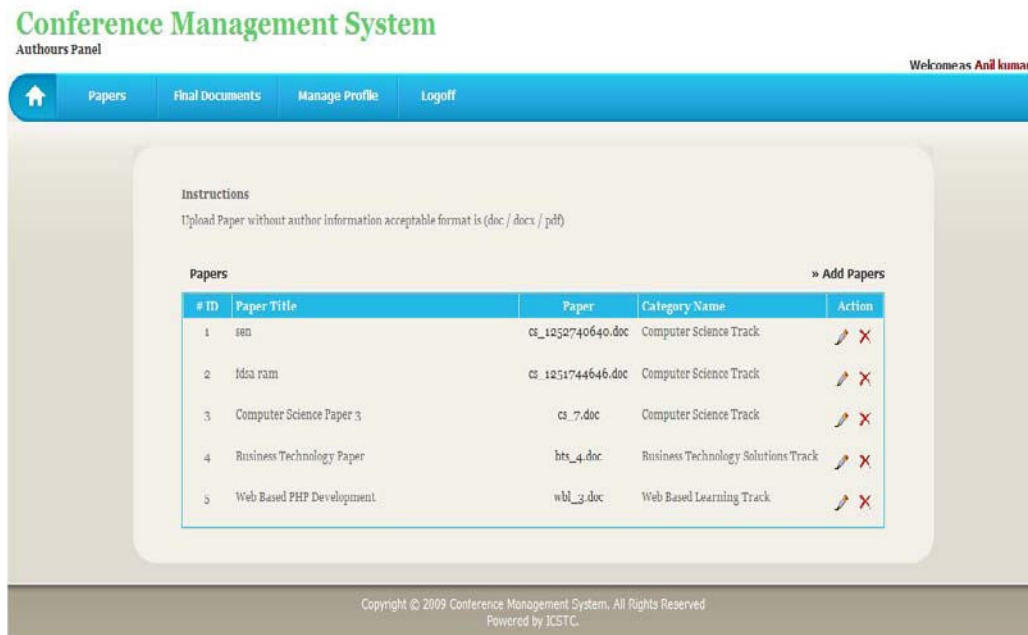 Conference Management System
Authours Panel
Welcome as Anil kumar
Papers Final Documents Manage Profile Logoff
Instructions
Upload Paper without author information acceptable format is (doc / docx / pdf)
Papers » Add Papers
# ID Paper Title Paper Category Name Action
1 sen cs_1252740640.doc Computer Science Track
2 fdsa ram cs_1251744646.doc Computer Science Track
3 Computer Science Paper 3 cs_7.doc Computer Science Track
4 Business Technology Paper bts_4.doc Business Technology Solutions Track
5 Web Based PHP Development wbl_3.doc Web Based Learning Track
Copyright © 2009 Conference Management System. All Rights Reserved
Powered by ICSTC.